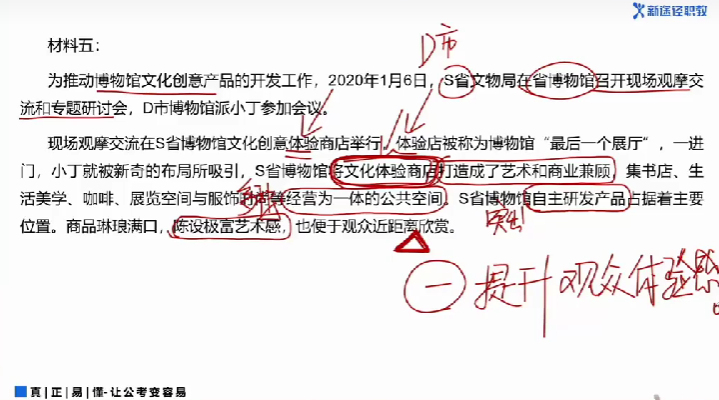 新途径职教
D市
材料五:
为推动博物馆文化创意产品的开发工作，2020年1月6日，S省文物局在省博物馆召开现场观摩交
流和专题研讨会，D市博物馆派小丁参加会议。
现场观摩交流在S省博物馆文化创意体验商店举行。体验店被称为博物馆“最后一个展厅”，一进
门，小丁就被新奇的布局所吸引，S省博物馆将文化体验商店打造成了艺术和商业兼顾，集书店、生
活美学、咖啡、展览空间与服饰时尚等经营为一体的公共空间。S省博物馆自主研发产品占据着主要
位置。商品琳琅满口，陈设极富艺术感，也便于观众近距离欣赏。
突出
一 提升观众体验感
真|正|易|懂-让公考变容易